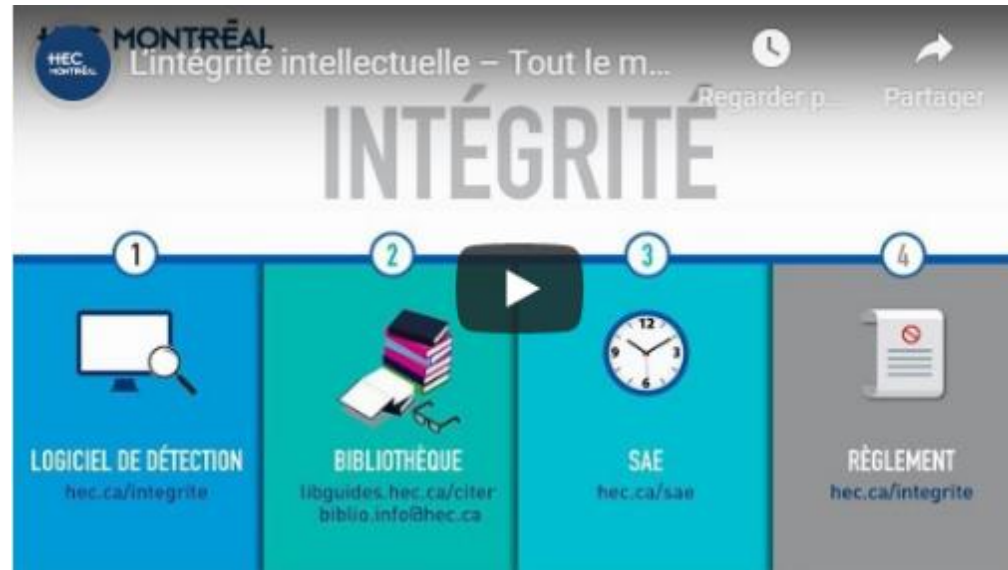 HEC MONTRÉAL
HEC
MONTRÉAL
L'intégrité intellectuelle – Tout le m...
Regarder p...
Partager
INTÉGRITÉ
1
2
3
4
12
9
3
6
LOGICIEL DE DÉTECTION
hec.ca/integrite
BIBLIOTHÈQUE
libguides.hec.ca/citer
biblio.info@hec.ca
SAE
hec.ca/sae
RÈGLEMENT
hec.ca/integrite